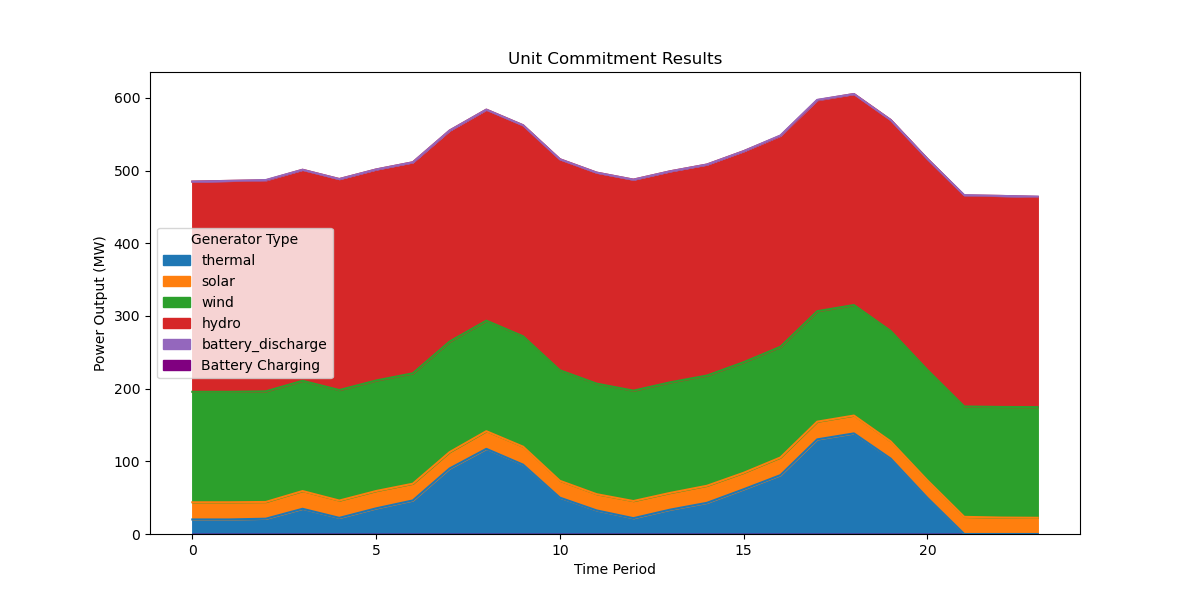 Unit Commitment Results
600
500
400
300
200
100
0
Power Output (MW)
Generator Type
thermal
solar
wind
hydro
battery_discharge
Battery Charging
0 5 10 15 20
Time Period